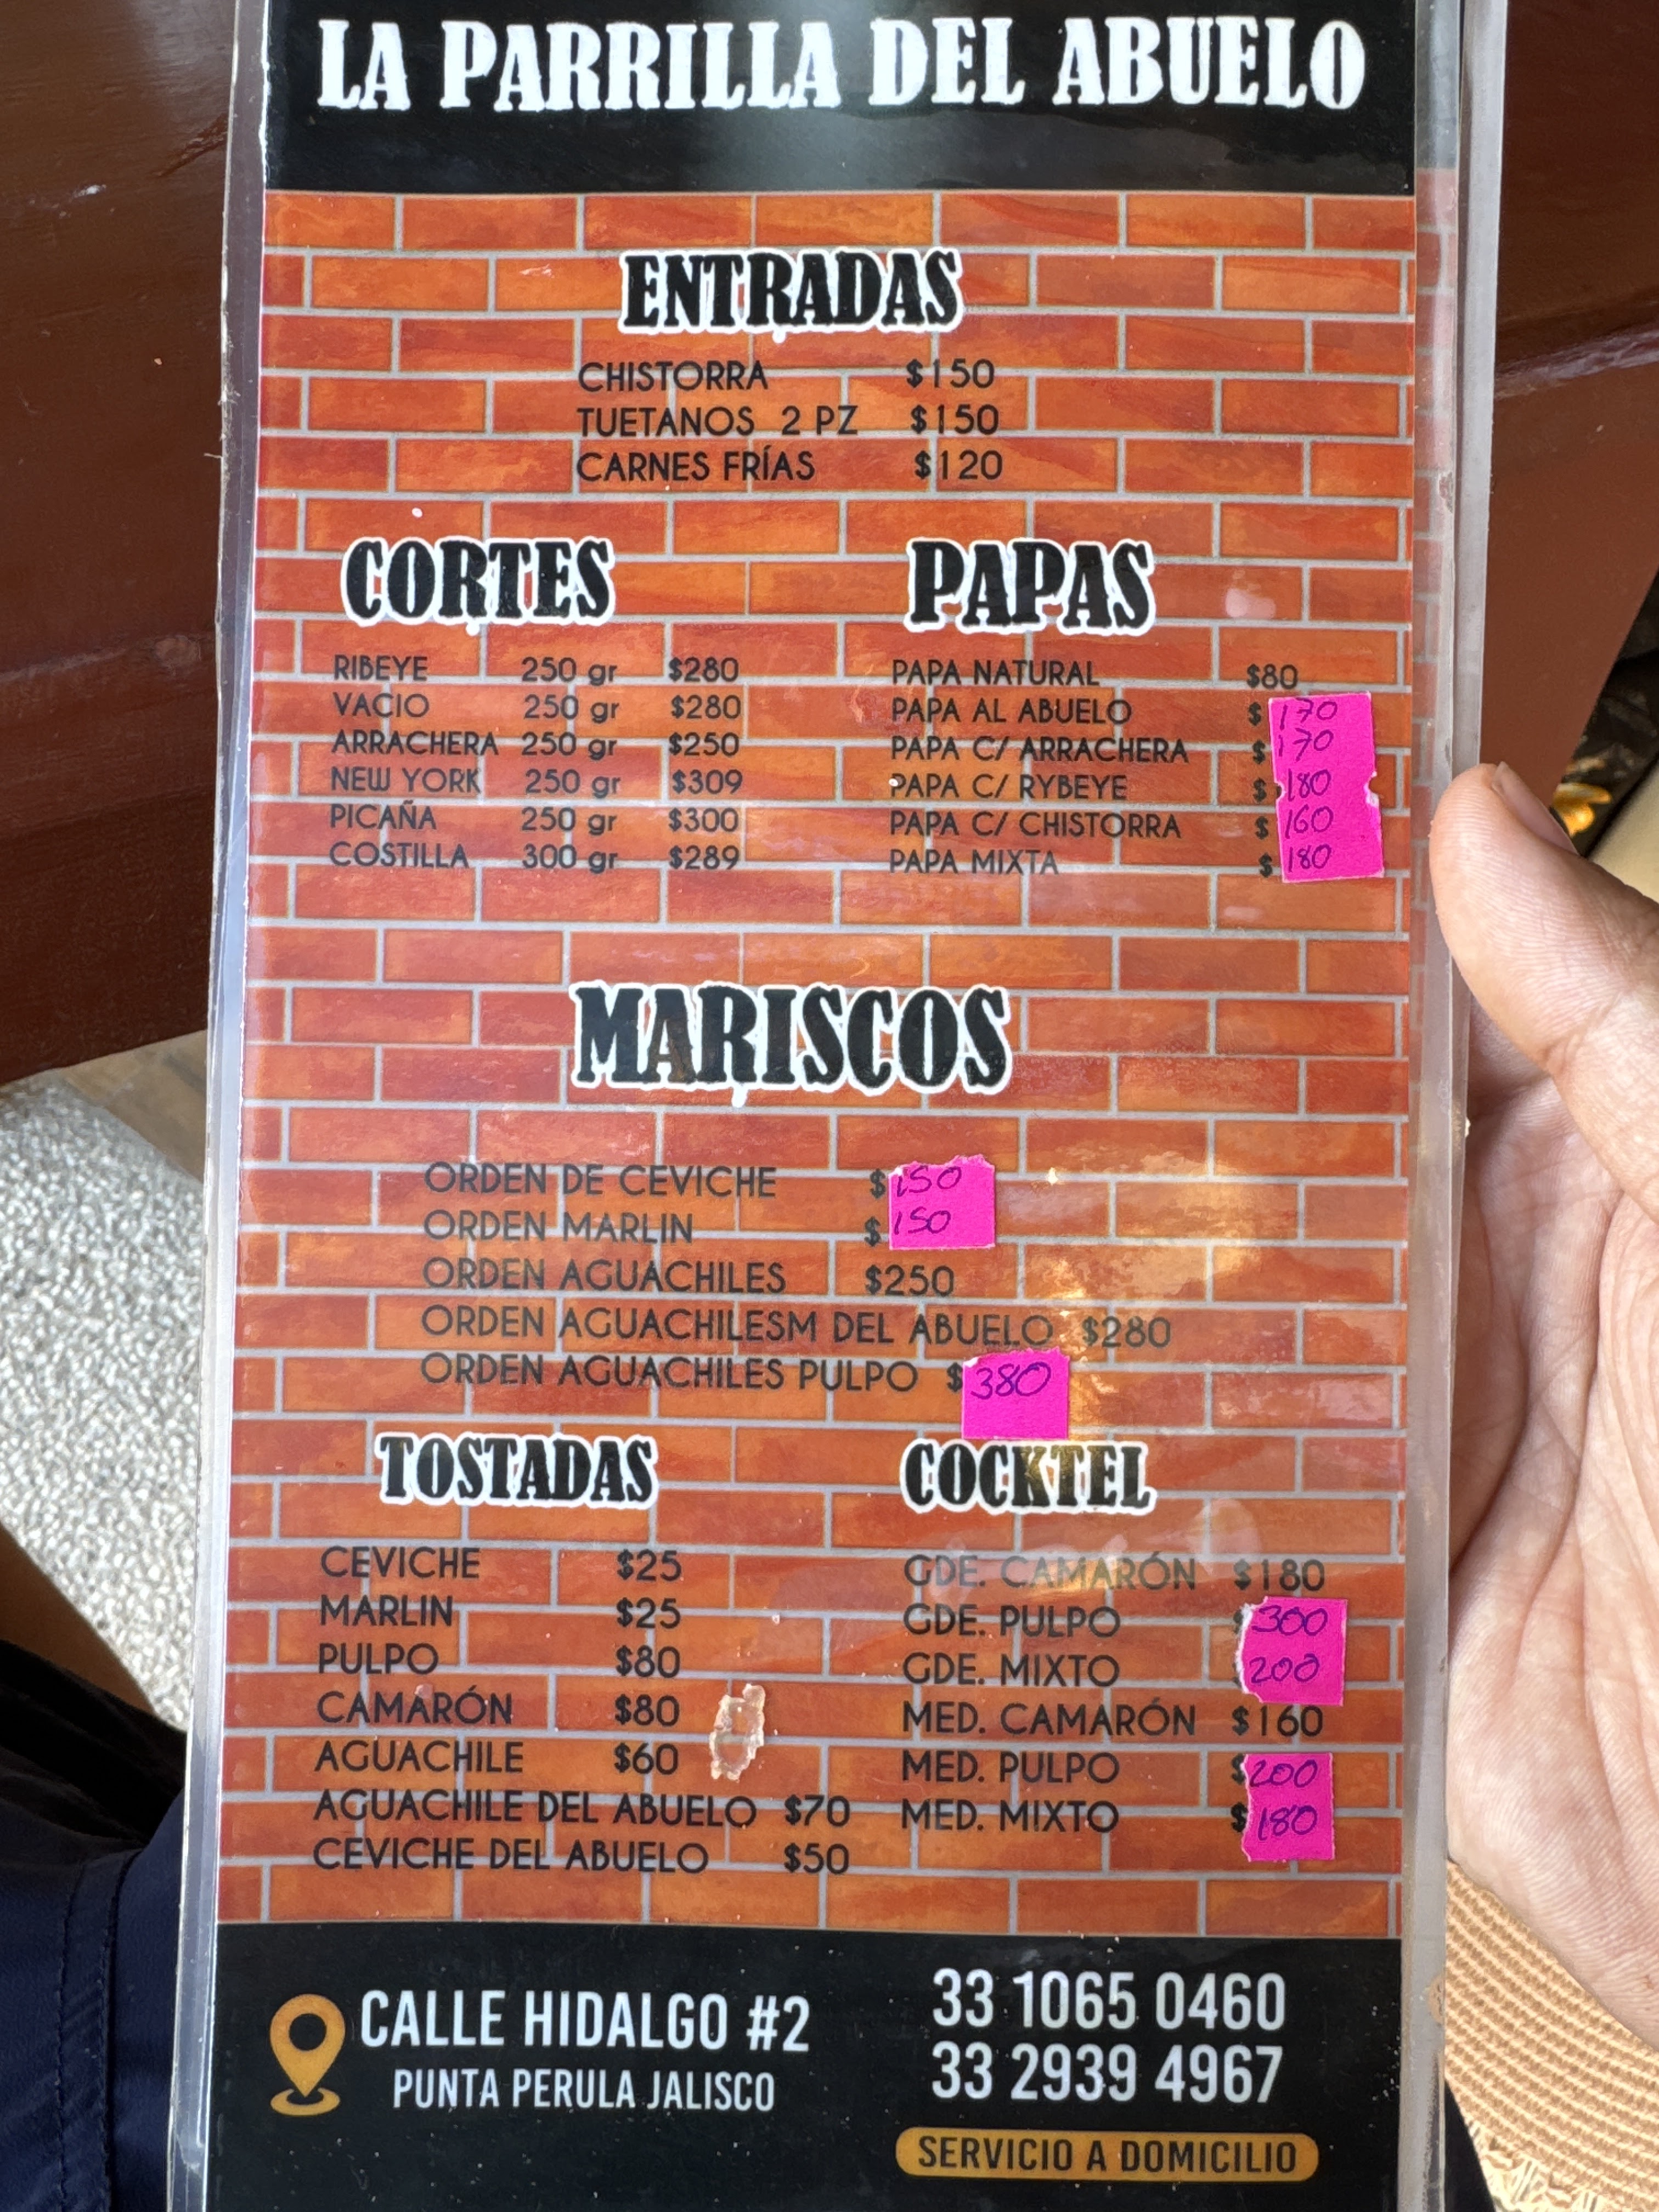 LA PARRILLA DEL ABUELO
ENTRADAS
CHISTORRA $150
TUETANOS 2 PZ $150
CARNES FRÍAS $120
CORTES
RIBEYE 250 gr $280
VACIO 250 gr $280
ARRACHERA 250 gr $250
NEW YORK 250 gr $309
PICAÑA 250 gr $300
COSTILLA 300 gr $289
PAPAS
PAPA NATURAL $80
PAPA AL ABUELO $170
PAPA C/ ARRACHERA $170
PAPA C/ RYBEYE $180
PAPA C/ CHISTORRA $160
PAPA MIXTA $180
MARISCOS
ORDEN DE CEVICHE $150
ORDEN MARLIN $150
ORDEN AGUACHILES $250
ORDEN AGUACHILESM DEL ABUELO $280
ORDEN AGUACHILES PULPO $380
TOSTADAS
CEVICHE $25
MARLIN $25
PULPO $80
CAMARÓN $80
AGUACHILE $60
AGUACHILE DEL ABUELO $70
CEVICHE DEL ABUELO $50
COCKTEL
GDE. CAMARÓN $180
GDE. PULPO $300
GDE. MIXTO 200
MED. CAMARÓN $160
MED. PULPO $200
MED. MIXTO $180
CALLE HIDALGO #2
PUNTA PERULA JALISCO
33 1065 0460
33 2939 4967
SERVICIO A DOMICILIO